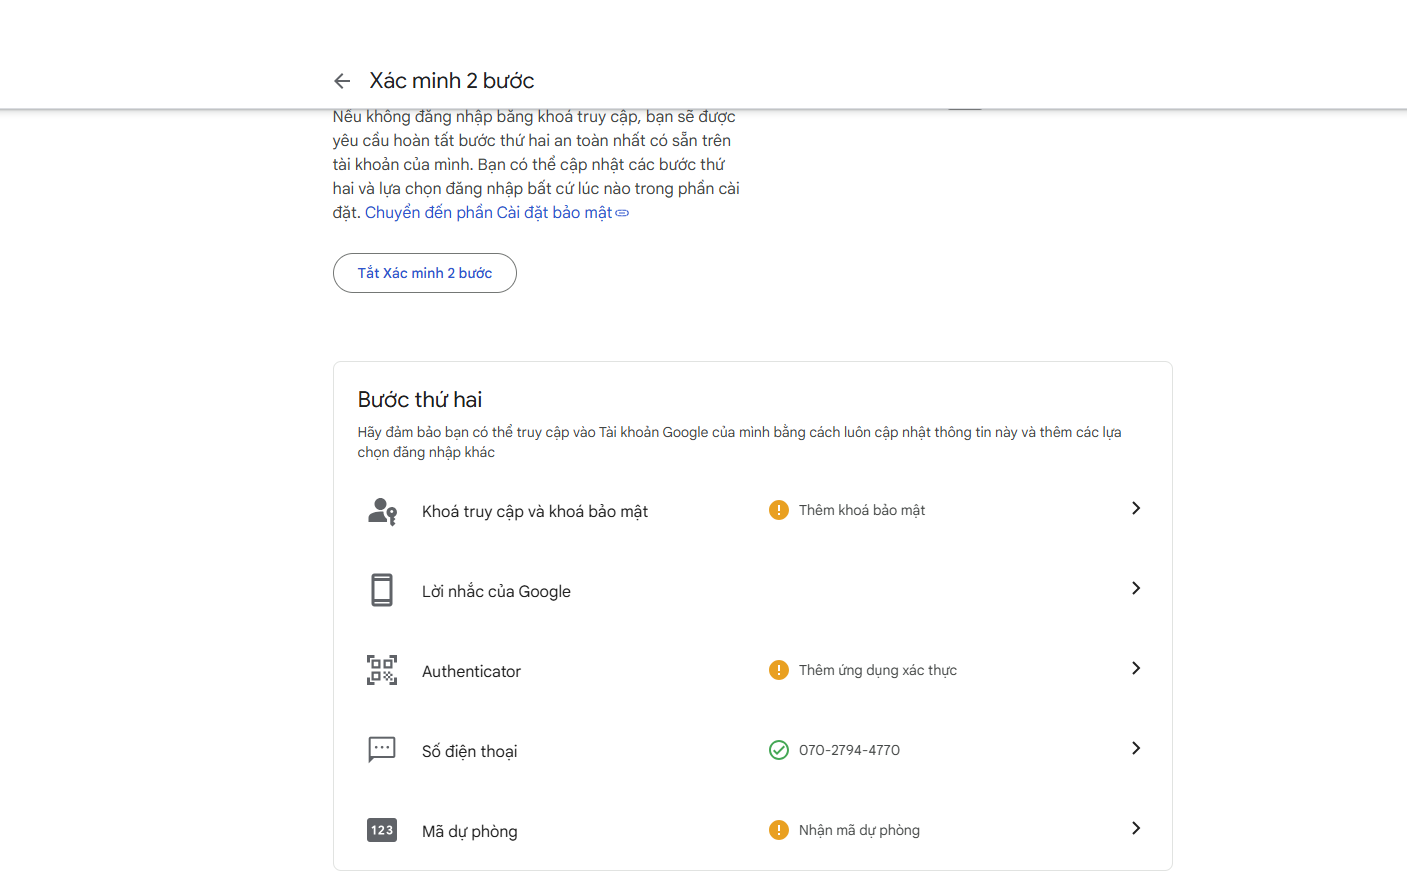 Xác minh 2 bước
Nếu không đăng nhập bằng khoá truy cập, bạn sẽ được
yêu cầu hoàn tất bước thứ hai an toàn nhất có sẵn trên
tài khoản của mình. Bạn có thể cập nhật các bước thứ
hai và lựa chọn đăng nhập bất cứ lúc nào trong phần cài
đặt. Chuyển đến phần Cài đặt bảo mật
Tắt Xác minh 2 bước
Bước thứ hai
Hãy đảm bảo bạn có thể truy cập vào Tài khoản Google của mình bằng cách luôn cập nhật thông tin này và thêm các lựa
chọn đăng nhập khác
Khoá truy cập và khoá bảo mật
Thêm khoá bảo mật
Lời nhắc của Google
Authenticator
Thêm ứng dụng xác thực
Số điện thoại
070-2794-4770
123
Mã dự phòng
Nhận mã dự phòng